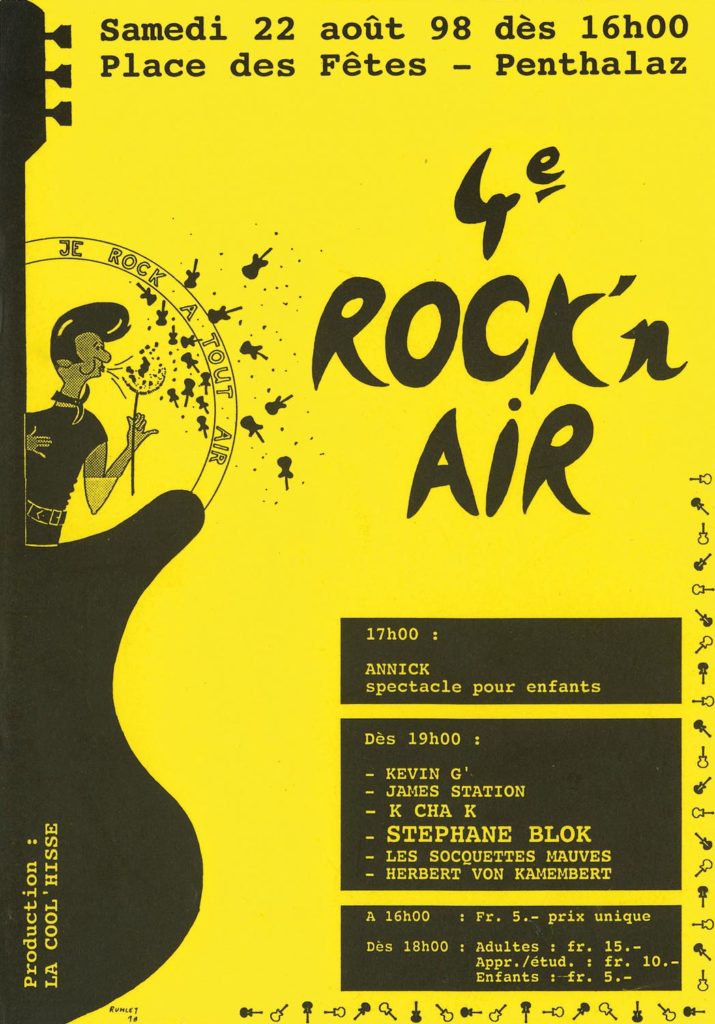 Samedi 22 août 98 dès 16h00
Place des Fêtes - Penthalaz
4e
ROCK'n
AiR
JE ROCK A TOUT AIR
17h00 :
ANNICK
spectacle pour enfants
Dès 19h00 :
- KEVIN G'
- JAMES STATION
- K CHA K
- STEPHANE BLOK
- LES SOCQUETTES MAUVES
- HERBERT VON KAMEMBERT
A 16h00 : Fr. 5.- prix unique
Dès 18h00 : Adultes : fr. 15.-
Appr./étud. : fr. 10.-
Enfants : fr. 5.-
Production :
LA COOL'HISSE
RUMLEY
98